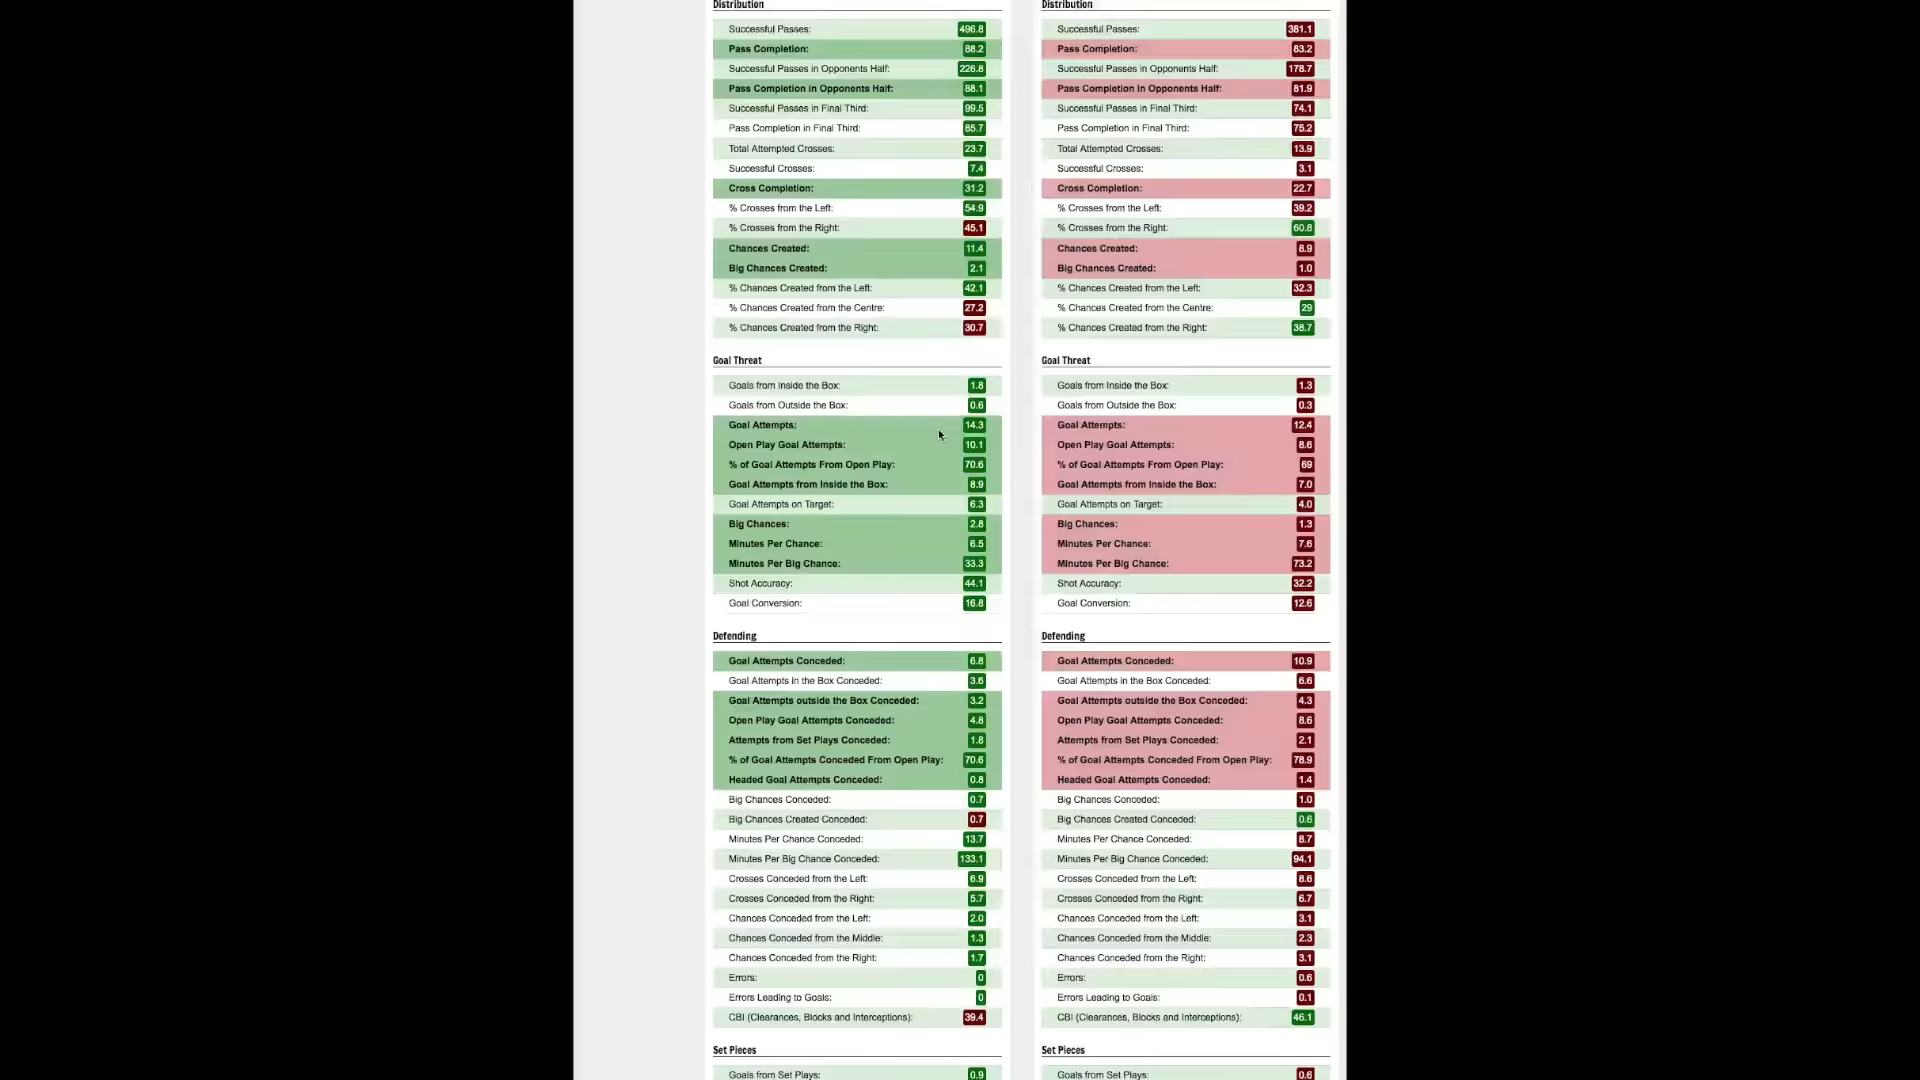 Distribution
Successful Passes: 496.8
Pass Completion: 88.2
Successful Passes in Opponents Half: 226.8
Pass Completion in Opponents Half: 88.1
Successful Passes in Final Third: 99.5
Pass Completion in Final Third: 85.7
Total Attempted Crosses: 23.7
Successful Crosses: 7.4
Cross Completion: 31.2
% Crosses from the Left: 54.9
% Crosses from the Right: 45.1
Chances Created: 11.4
Big Chances Created: 2.1
% Chances Created from the Left: 42.1
% Chances Created from the Centre: 27.2
% Chances Created from the Right: 30.7
Goal Threat
Goals from Inside the Box: 1.8
Goals from Outside the Box: 0.6
Goal Attempts: 14.3
Open Play Goal Attempts: 10.1
% of Goal Attempts From Open Play: 70.6
Goal Attempts from Inside the Box: 8.9
Goal Attempts on Target: 6.3
Big Chances: 2.8
Minutes Per Chance: 6.5
Minutes Per Big Chance: 33.3
Shot Accuracy: 44.1
Goal Conversion: 16.8
Defending
Goal Attempts Conceded: 6.8
Goal Attempts in the Box Conceded: 3.6
Goal Attempts outside the Box Conceded: 3.2
Open Play Goal Attempts Conceded: 4.8
Attempts from Set Plays Conceded: 1.8
% of Goal Attempts Conceded From Open Play: 70.6
Headed Goal Attempts Conceded: 0.8
Big Chances Conceded: 0.7
Big Chances Created Conceded: 0.7
Minutes Per Chance Conceded: 13.7
Minutes Per Big Chance Conceded: 133.1
Crosses Conceded from the Left: 6.9
Crosses Conceded from the Right: 5.7
Chances Conceded from the Left: 2.0
Chances Conceded from the Middle: 1.3
Chances Conceded from the Right: 1.7
Errors: 0
Errors Leading to Goals: 0
CBI (Clearances, Blocks and Interceptions): 39.4
Set Pieces
Goals from Set Plays: 0.9
Distribution
Successful Passes: 381.1
Pass Completion: 83.2
Successful Passes in Opponents Half: 178.7
Pass Completion in Opponents Half: 81.9
Successful Passes in Final Third: 74.1
Pass Completion in Final Third: 75.2
Total Attempted Crosses: 13.9
Successful Crosses: 3.1
Cross Completion: 22.7
% Crosses from the Left: 39.2
% Crosses from the Right: 60.8
Chances Created: 8.9
Big Chances Created: 1.0
% Chances Created from the Left: 32.3
% Chances Created from the Centre: 29
% Chances Created from the Right: 38.7
Goal Threat
Goals from Inside the Box: 1.3
Goals from Outside the Box: 0.3
Goal Attempts: 12.4
Open Play Goal Attempts: 8.6
% of Goal Attempts From Open Play: 69
Goal Attempts from Inside the Box: 7.0
Goal Attempts on Target: 4.0
Big Chances: 1.3
Minutes Per Chance: 7.6
Minutes Per Big Chance: 73.2
Shot Accuracy: 32.2
Goal Conversion: 12.6
Defending
Goal Attempts Conceded: 10.9
Goal Attempts in the Box Conceded: 6.6
Goal Attempts outside the Box Conceded: 4.3
Open Play Goal Attempts Conceded: 8.6
Attempts from Set Plays Conceded: 2.1
% of Goal Attempts Conceded From Open Play: 78.9
Headed Goal Attempts Conceded: 1.4
Big Chances Conceded: 1.0
Big Chances Created Conceded: 0.6
Minutes Per Chance Conceded: 8.7
Minutes Per Big Chance Conceded: 94.1
Crosses Conceded from the Left: 8.6
Crosses Conceded from the Right: 6.7
Chances Conceded from the Left: 3.1
Chances Conceded from the Middle: 2.3
Chances Conceded from the Right: 3.1
Errors: 0.6
Errors Leading to Goals: 0.1
CBI (Clearances, Blocks and Interceptions): 46.1
Set Pieces
Goals from Set Plays: 0.6